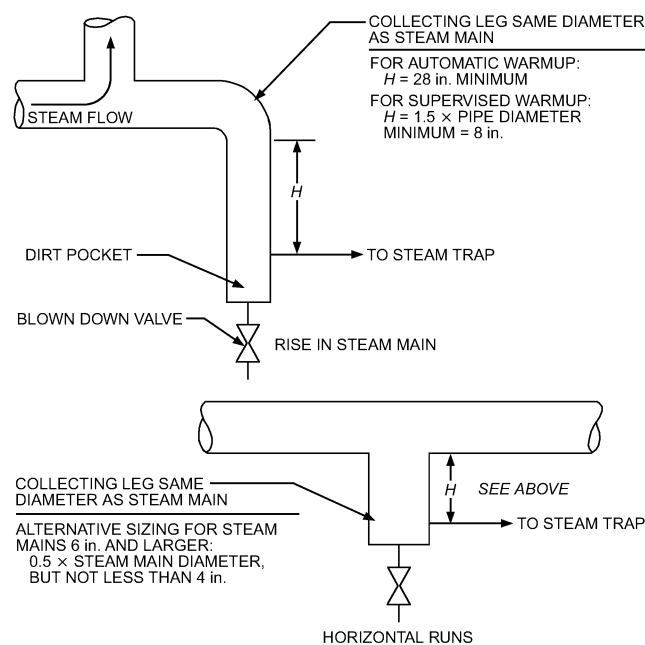 COLLECTING LEG SAME DIAMETER
AS STEAM MAIN
FOR AUTOMATIC WARMUP:
H = 28 in. MINIMUM
FOR SUPERVISED WARMUP:
H = 1.5 × PIPE DIAMETER
MINIMUM = 8 in.
STEAM FLOW
H
DIRT POCKET
TO STEAM TRAP
BLOWN DOWN VALVE
RISE IN STEAM MAIN
COLLECTING LEG SAME
DIAMETER AS STEAM MAIN
H SEE ABOVE
ALTERNATIVE SIZING FOR STEAM
MAINS 6 in. AND LARGER:
0.5 × STEAM MAIN DIAMETER,
BUT NOT LESS THAN 4 in.
TO STEAM TRAP
HORIZONTAL RUNS